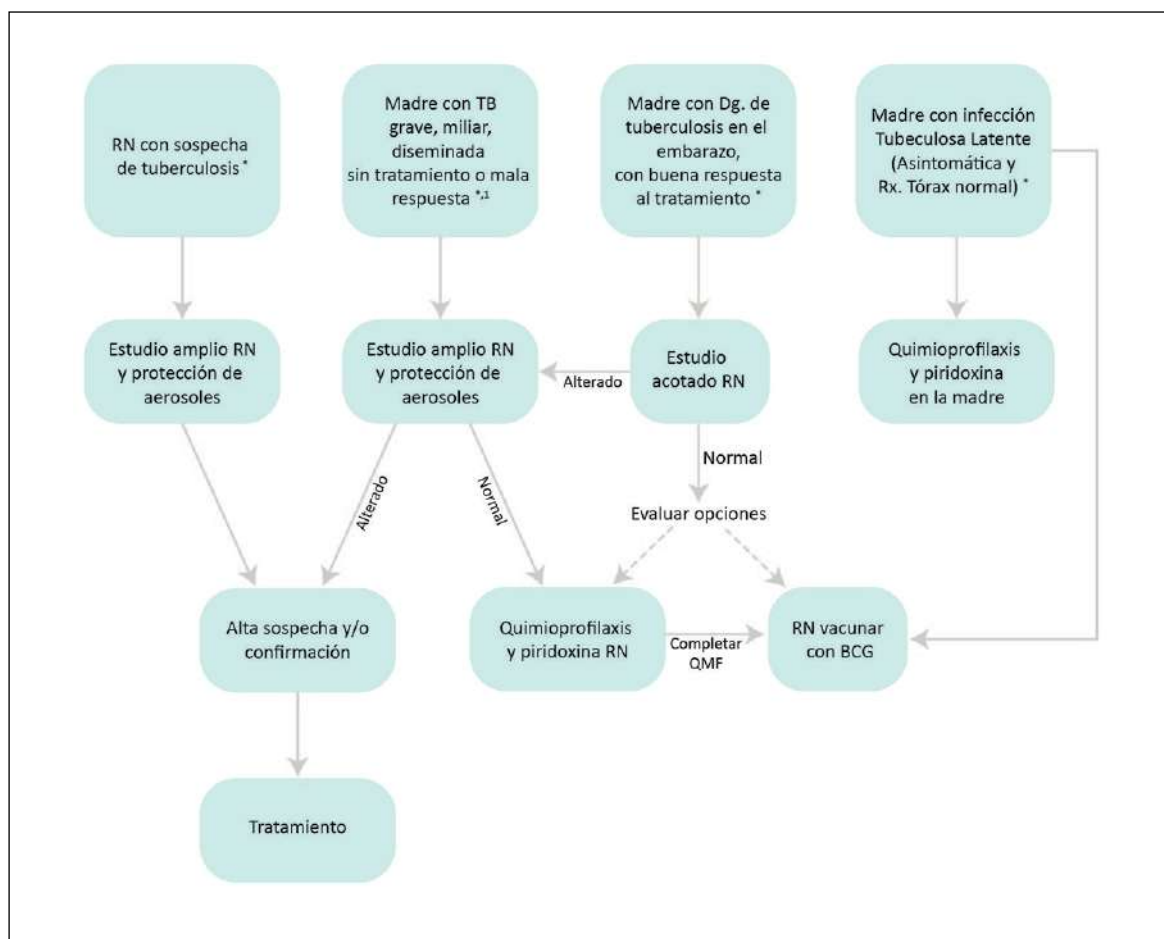 RN con sospecha
de tuberculosis *
Madre con TB
grave, miliar,
diseminada
sin tratamiento o mala
respuesta *,1
Madre con Dg. de
tuberculosis en el
embarazo,
con buena respuesta
al tratamiento *
Madre con infección
Tubeculosa Latente
(Asintomática y
Rx. Tórax normal) *
Estudio amplio RN
y protección de
aerosoles
Estudio amplio RN
y protección de
aerosoles
Alterado
Estudio
acotado RN
Quimioprofilaxis
y piridoxina
en la madre
Alterado
Normal
Normal
Evaluar opciones
Alta sospecha y/o
confirmación
Quimioprofilaxis
y piridoxina RN
Completar
QMF
RN vacunar
con BCG
Tratamiento